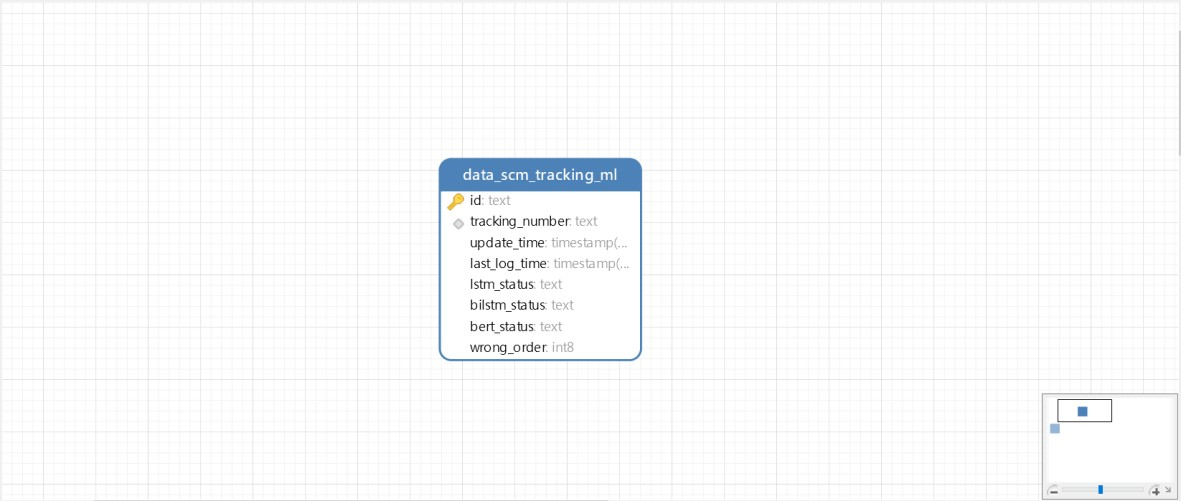 data_scm_tracking_ml
id: text
tracking_number: text
update_time: timestamp(...
last_log_time: timestamp(...
lstm_status: text
bilstm_status: text
bert_status: text
wrong_order: int8